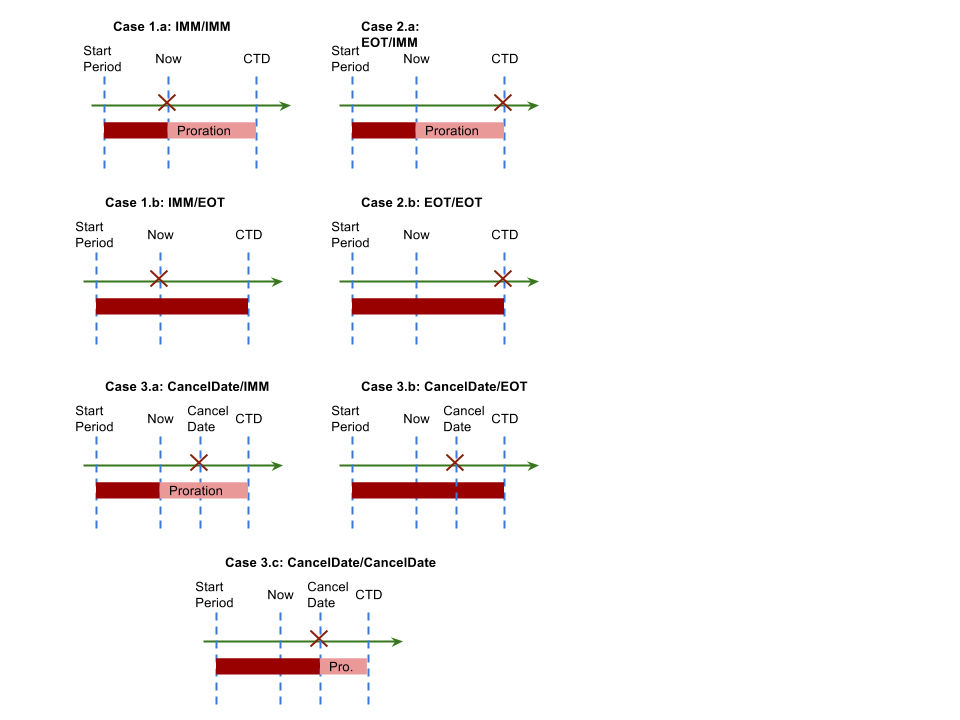 Case 1.a: IMM/IMM
Start
Period
Now
CTD
Proration
Case 2.a:
EOT/IMM
Start
Period
Now
CTD
Proration
Case 1.b: IMM/EOT
Start
Period
Now
CTD
Case 2.b: EOT/EOT
Start
Period
Now
CTD
Case 3.a: CancelDate/IMM
Start
Period
Now
Cancel
Date
CTD
Proration
Case 3.b: CancelDate/EOT
Start
Period
Now
Cancel
Date
CTD
Case 3.c: CancelDate/CancelDate
Start
Period
Now
Cancel
Date
CTD
Pro.